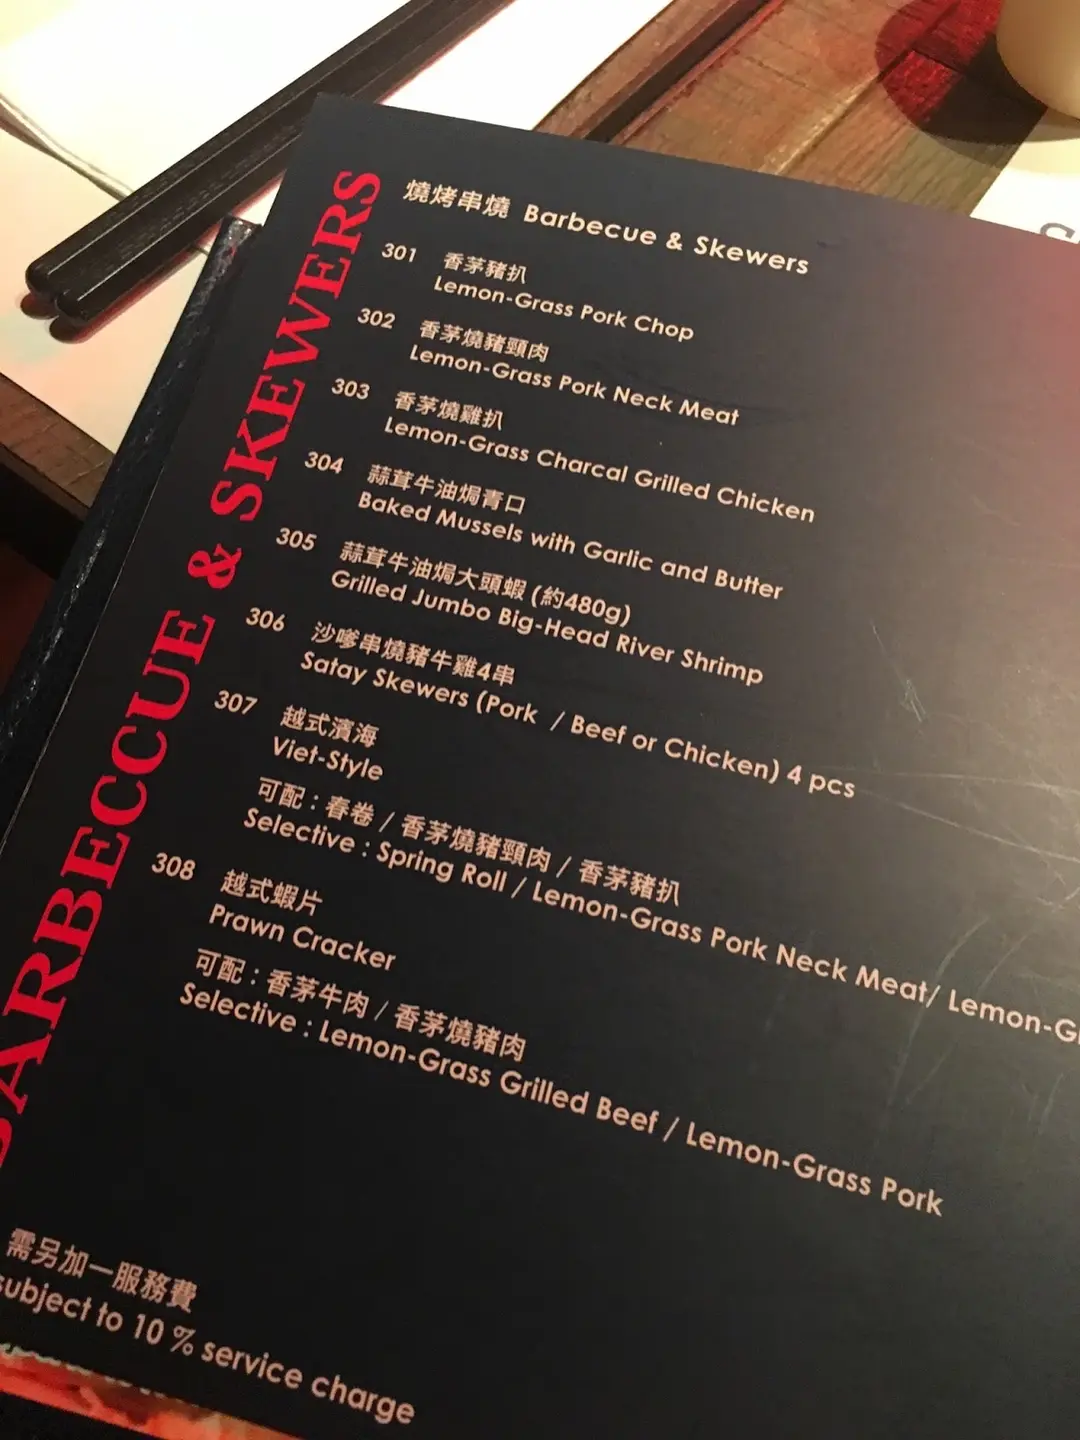 BARBECCUE & SKEWERS
燒烤串燒 Barbecue & Skewers
301 香茅豬扒
Lemon-Grass Pork Chop
302 香茅燒豬頸肉
Lemon-Grass Pork Neck Meat
303 香茅燒雞扒
Lemon-Grass Charcal Grilled Chicken
304 蒜茸牛油焗青口
Baked Mussels with Garlic and Butter
305 蒜茸牛油焗大頭蝦 (約480g)
Grilled Jumbo Big-Head River Shrimp
306 沙嗲串燒豬牛雞4串
Satay Skewers (Pork / Beef or Chicken) 4 pcs
307 越式濱海
Viet-Style
可配：春卷 / 香茅燒豬頸肉 / 香茅豬扒
Selective : Spring Roll / Lemon-Grass Pork Neck Meat/ Lemon-G
308 越式蝦片
Prawn Cracker
可配：香茅牛肉 / 香茅燒豬肉
Selective : Lemon-Grass Grilled Beef / Lemon-Grass Pork
需另加一服務費
subject to 10 % service charge